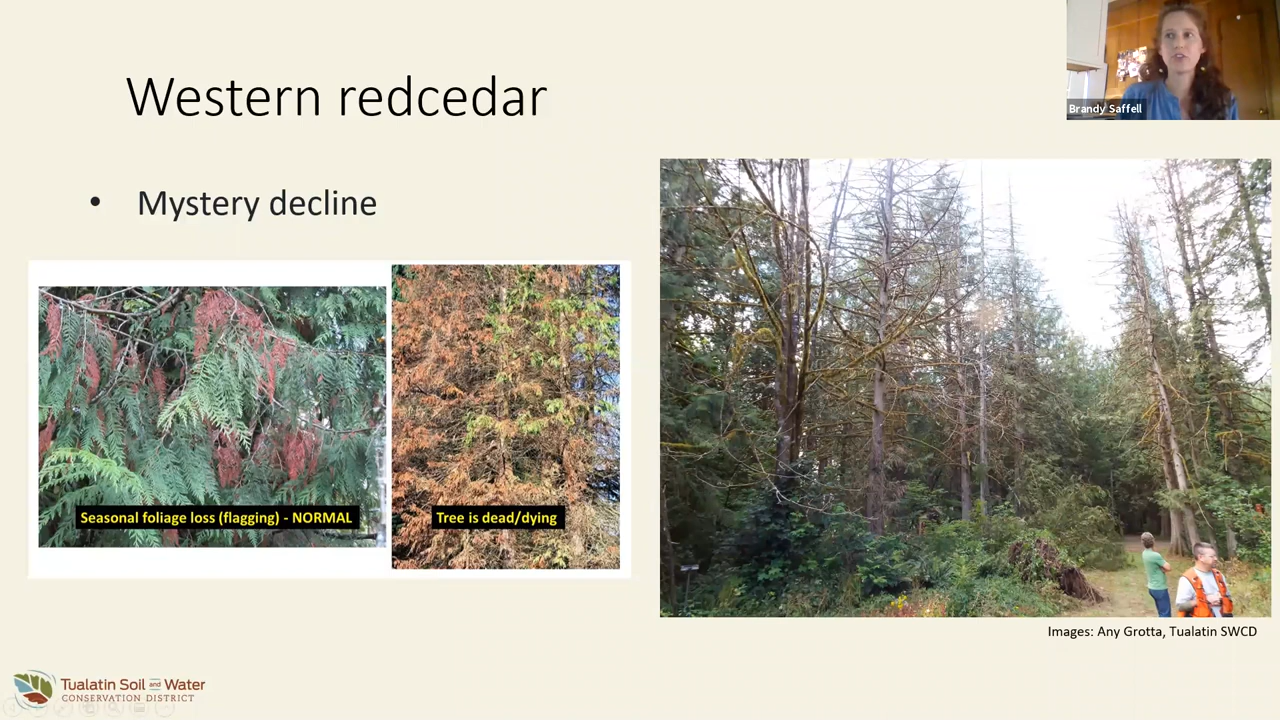 Brandy Saffell
Western redcedar
• Mystery decline
Seasonal foliage loss (flagging) - NORMAL
Tree is dead/dying
Images: Any Grotta, Tualatin SWCD
Tualatin Soil and Water
CONSERVATION DISTRICT